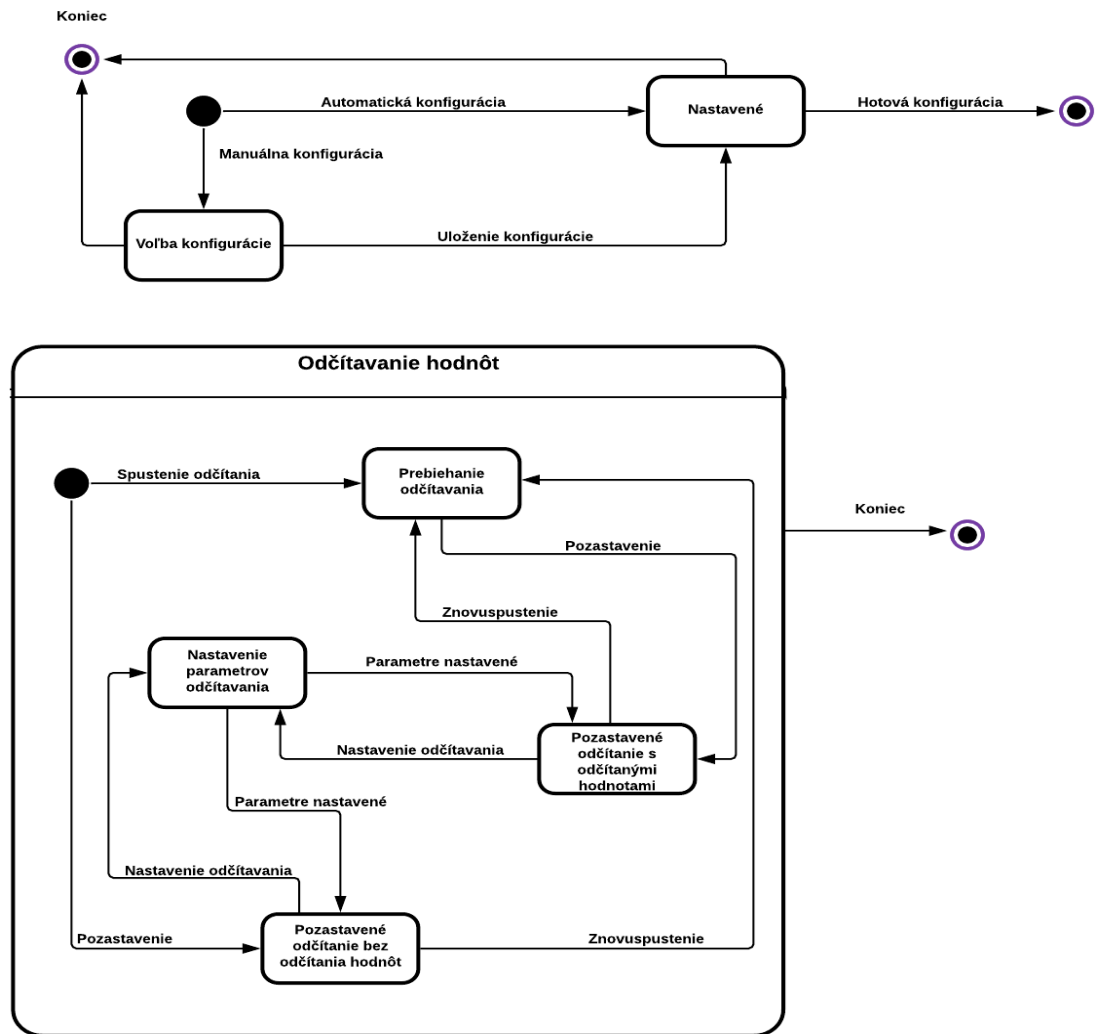 Koniec
Automatická konfigurácia
Nastavené
Hotová konfigurácia
Manuálna konfigurácia
Voľba konfigurácie
Uloženie konfigurácie
Odčítavanie hodnôt
Spustenie odčítania
Prebiehanie
odčítavania
Koniec
Pozastavenie
Znovuspustenie
Nastavenie
parametrov
odčítavania
Parametre nastavené
Nastavenie odčítavania
Pozastavené
odčítanie s
odčítanými
hodnotami
Parametre nastavené
Nastavenie odčítavania
Pozastavenie
Pozastavené
odčítanie bez
odčítania hodnôt
Znovuspustenie